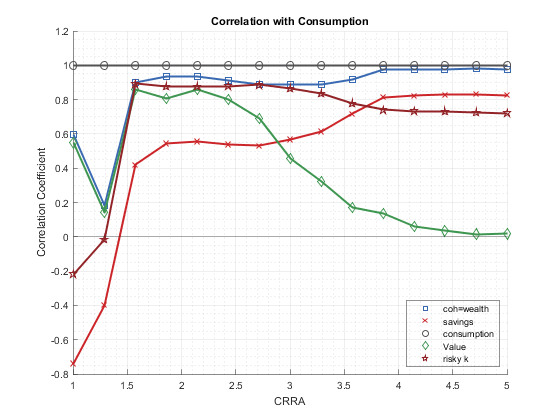 Correlation with Consumption
1.2
1
0.8
0.6
0.4
0.2
0
-0.2
-0.4
-0.6
-0.8
Correlation Coefficient
coh=wealth
savings
consumption
Value
risky k
1 1.5 2 2.5 3 3.5 4 4.5 5
CRRA